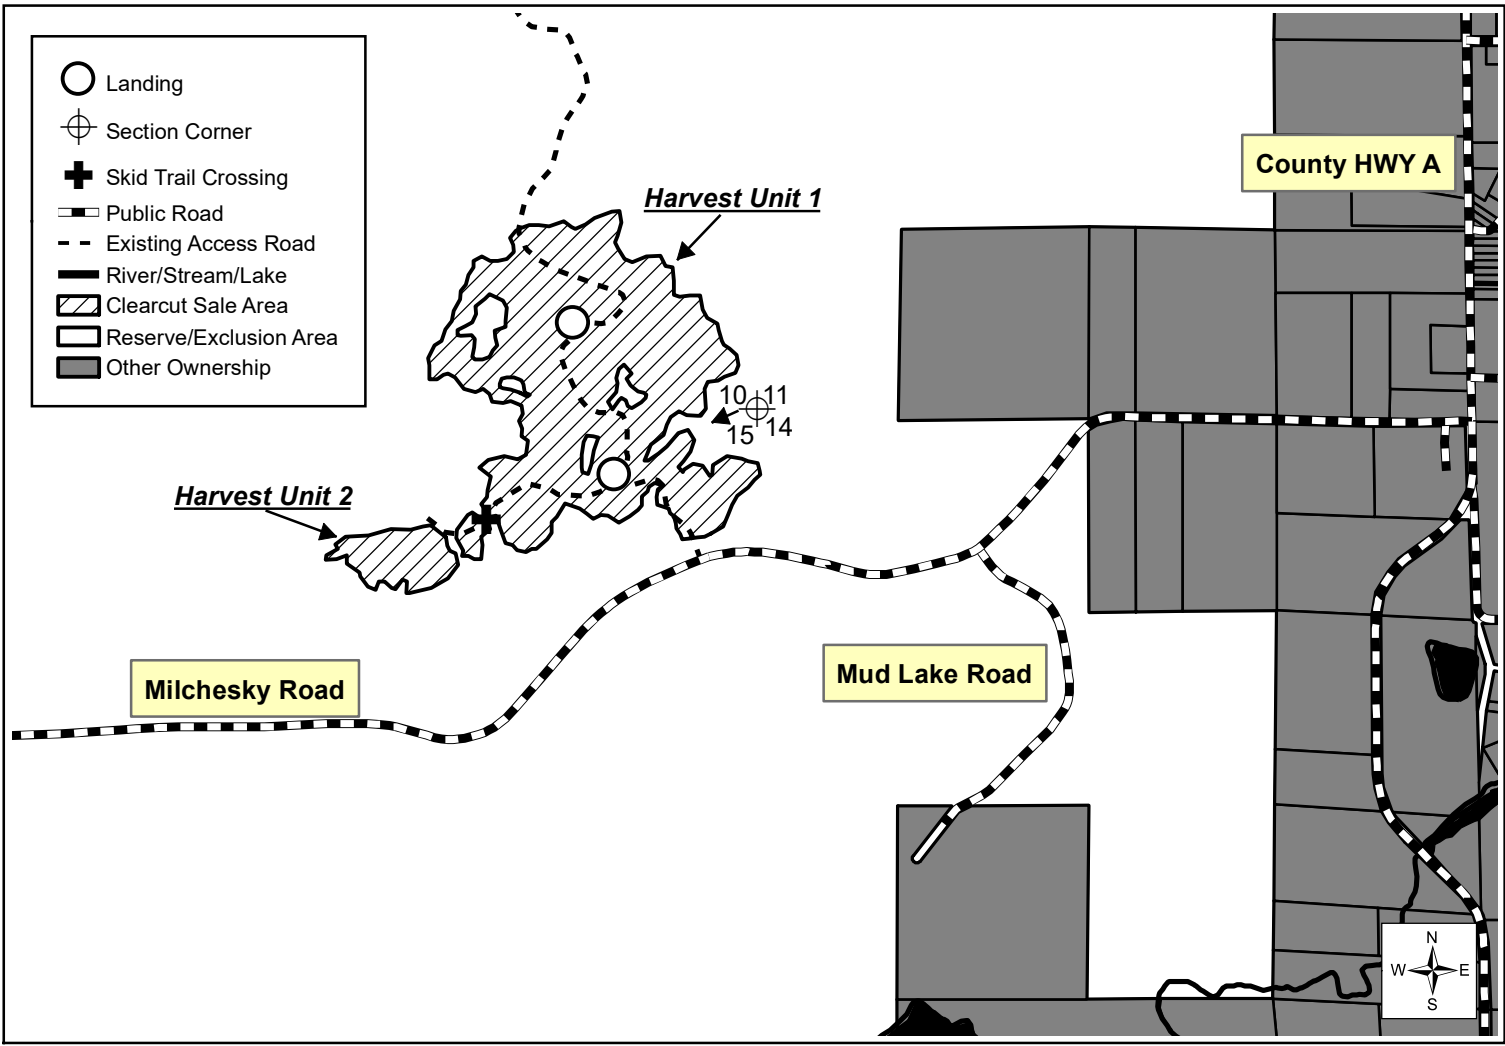 Landing
Section Corner
Skid Trail Crossing
Public Road
Existing Access Road
River/Stream/Lake
Clearcut Sale Area
Reserve/Exclusion Area
Other Ownership
County HWY A
Harvest Unit 1
10 11
15 14
Harvest Unit 2
Milchesky Road
Mud Lake Road
N
W E
S